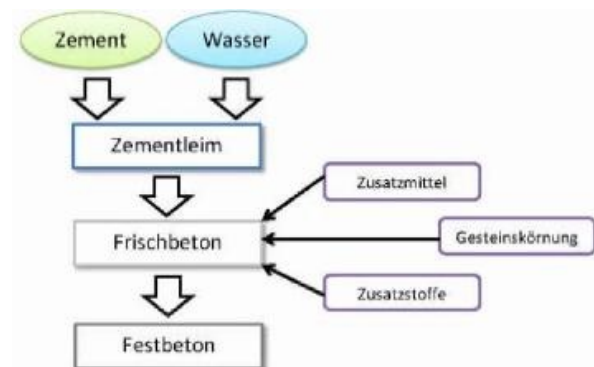 Zement
Wasser
Zementleim
Zusatzmittel
Frischbeton
Gesteinskörnung
Zusatzstoffe
Festbeton